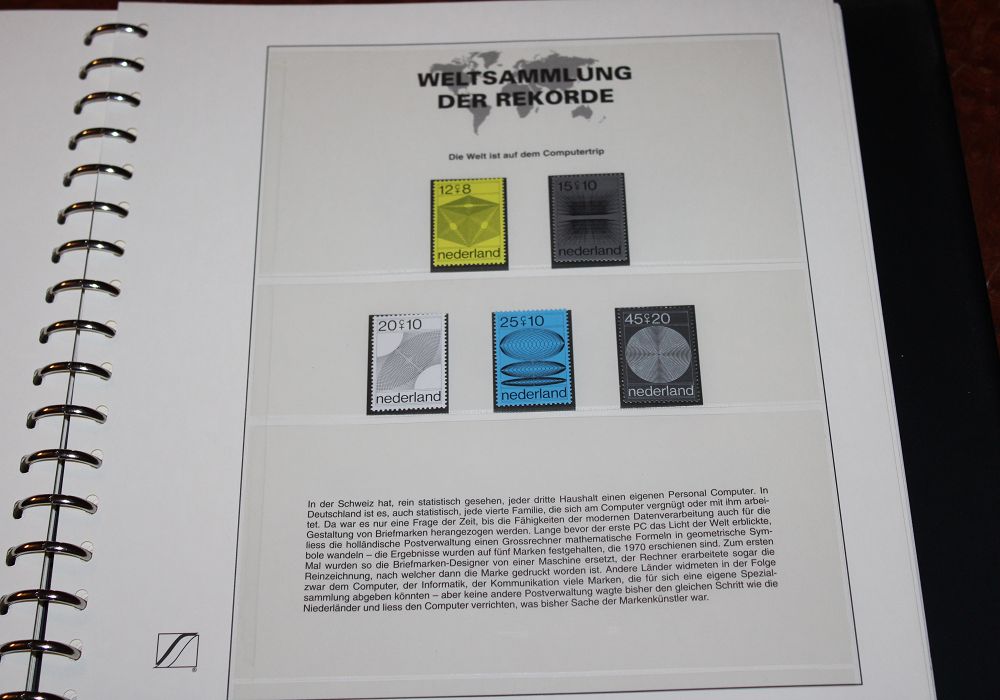 WELTSAMMLUNG
DER REKORDE
Die Welt ist auf dem Computertrip
12c+8
nederland
15c+10
nederland
20c+10
nederland
25c+10
nederland
45c+20
nederland
In der Schweiz hat, rein statistisch gesehen, jeder dritte Haushalt einen eigenen Personal Computer. In
Deutschland ist es, auch statistisch, jede vierte Familie, die sich am Computer vergnügt oder mit ihm arbei-
tet. Da war es nur eine Frage der Zeit, bis die Fähigkeiten der modernen Datenverarbeitung auch für die
Gestaltung von Briefmarken herangezogen werden. Lange bevor der erste PC das Licht der Welt erblickte,
liess die holländische Postverwaltung einen Grossrechner mathematische Formeln in geometrische Sym-
bole wandeln – die Ergebnisse wurden auf fünf Marken festgehalten, die 1970 erschienen sind. Zum ersten
Mal wurden so die Briefmarken-Designer von einer Maschine ersetzt, der Rechner erarbeitete sogar die
Reinzeichnung, nach welcher dann die Marke gedruckt worden ist. Andere Länder widmeten in der Folge
zwar dem Computer, der Informatik, der Kommunikation viele Marken, die für sich eine eigene Spezial-
sammlung abgeben könnten – aber keine andere Postverwaltung wagte bisher den gleichen Schritt wie die
Niederländer und liess den Computer verrichten, was bisher Sache der Markenkünstler war.
®